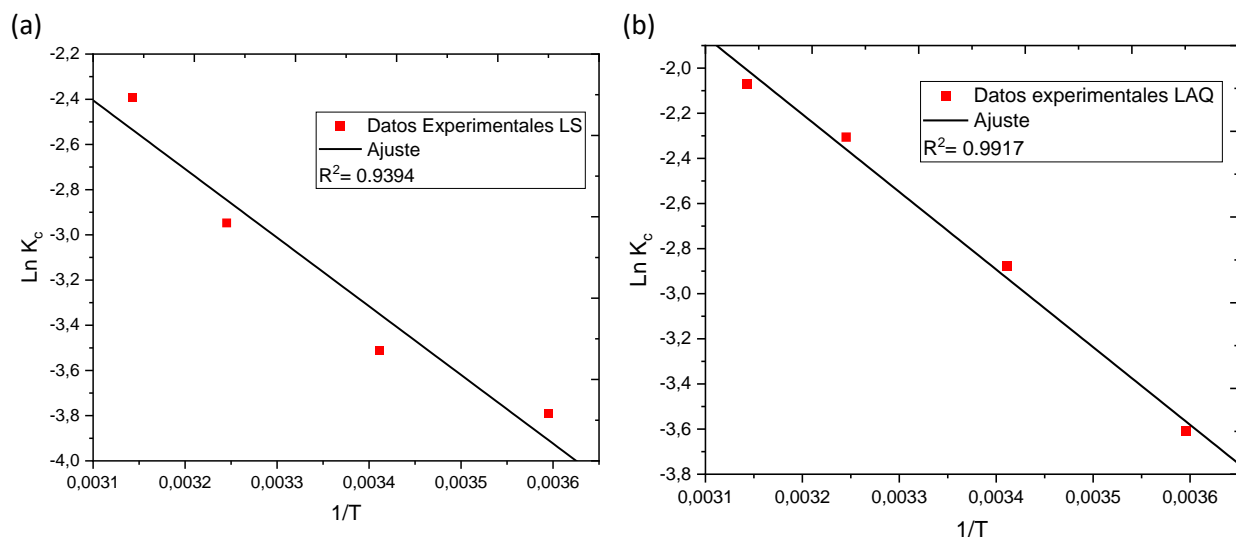 (a)
-2,2
-2,4
-2,6
-2,8
-3,0
-3,2
-3,4
-3,6
-3,8
-4,0
Ln Kc
Datos Experimentales LS
Ajuste
R2= 0.9394
0,0031 0,0032 0,0033 0,0034 0,0035 0,0036
1/T
(b)
-2,0
-2,2
-2,4
-2,6
-2,8
-3,0
-3,2
-3,4
-3,6
-3,8
Ln Kc
Datos experimentales LAQ
Ajuste
R2= 0.9917
0,0031 0,0032 0,0033 0,0034 0,0035 0,0036
1/T